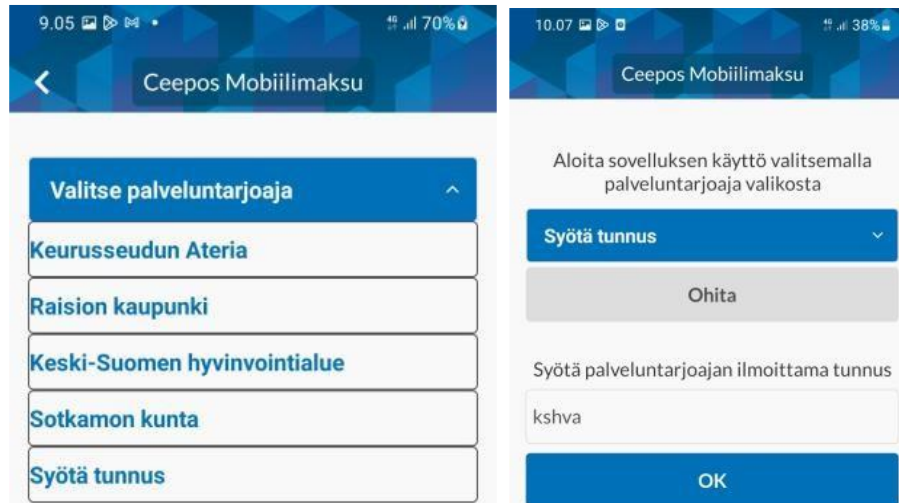 9.05
70%
Ceepos Mobiilimaksu
Valitse palveluntarjoaja
Keurusseudun Ateria
Raision kaupunki
Keski-Suomen hyvinvointialue
Sotkamon kunta
Syötä tunnus
10.07
38%
Ceepos Mobiilimaksu
Aloita sovelluksen käyttö valitsemalla
palveluntarjoaja valikosta
Syötä tunnus
Ohita
Syötä palveluntarjoajan ilmoittama tunnus
kshva
OK